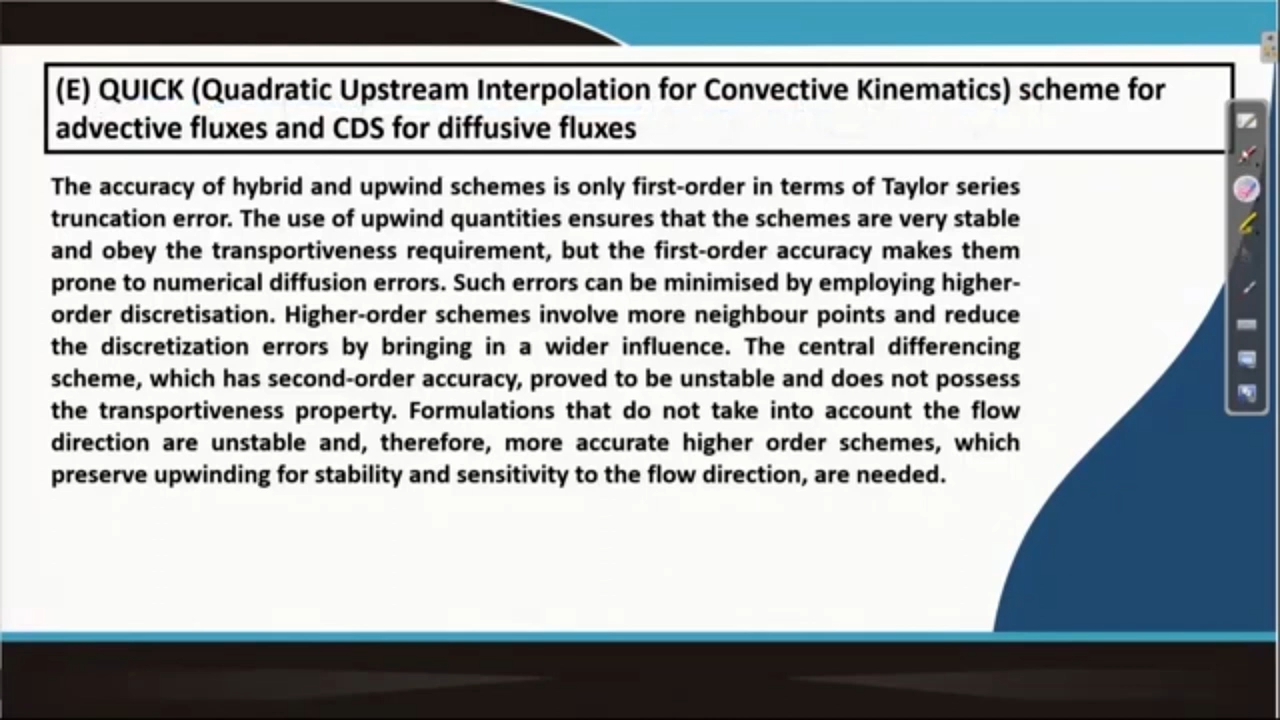 (E) QUICK (Quadratic Upstream Interpolation for Convective Kinematics) scheme for
advective fluxes and CDS for diffusive fluxes
The accuracy of hybrid and upwind schemes is only first-order in terms of Taylor series
truncation error. The use of upwind quantities ensures that the schemes are very stable
and obey the transportiveness requirement, but the first-order accuracy makes them
prone to numerical diffusion errors. Such errors can be minimised by employing higher-
order discretisation. Higher-order schemes involve more neighbour points and reduce
the discretization errors by bringing in a wider influence. The central differencing
scheme, which has second-order accuracy, proved to be unstable and does not possess
the transportiveness property. Formulations that do not take into account the flow
direction are unstable and, therefore, more accurate higher order schemes, which
preserve upwinding for stability and sensitivity to the flow direction, are needed.